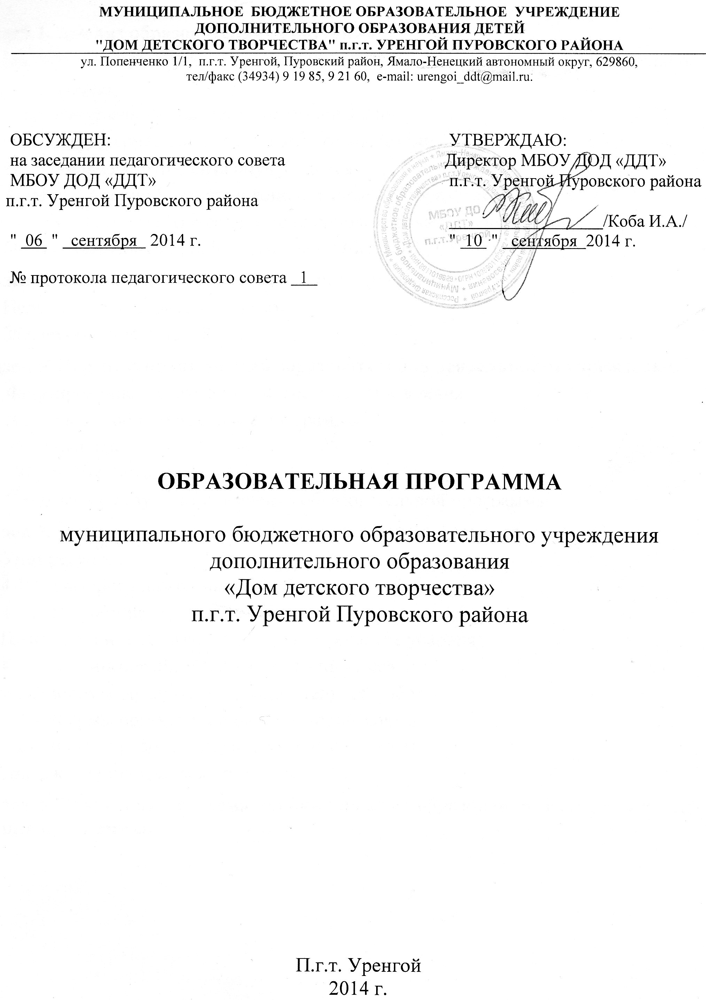 МУНИЦИПАЛЬНОЕ БЮДЖЕТНОЕ ОБРАЗОВАТЕЛЬНОЕ УЧРЕЖДЕНИЕ
ДОПОЛНИТЕЛЬНОГО ОБРАЗОВАНИЯ ДЕТЕЙ
"ДОМ ДЕТСКОГО ТВОРЧЕСТВА" п.г.т. УРЕНГОЙ ПУРОВСКОГО РАЙОНА
ул. Попенченко 1/1, п.г.т. Уренгой, Пуровский район, Ямало-Ненецкий автономный округ, 629860,
тел/факс (34934) 9 19 85, 9 21 60, e-mail: urengoi_ddt@mail.ru.
ОБСУЖДЕН:
на заседании педагогического совета
МБОУ ДОД «ДДТ»
п.г.т. Уренгой Пуровского района
" 06 " сентября 2014 г.
№ протокола педагогического совета 1
УТВЕРЖДАЮ:
Директор МБОУ ДОД «ДДТ»
п.г.т. Уренгой Пуровского района
/Коба И.А./
" 10 " сентября 2014 г.
МБОУ ДО
«ДДТ»
п.г.т.Уренгой
ОБРАЗОВАТЕЛЬНАЯ ПРОГРАММА
муниципального бюджетного образовательного учреждения
дополнительного образования
«Дом детского творчества»
п.г.т. Уренгой Пуровского района
П.г.т. Уренгой
2014 г.